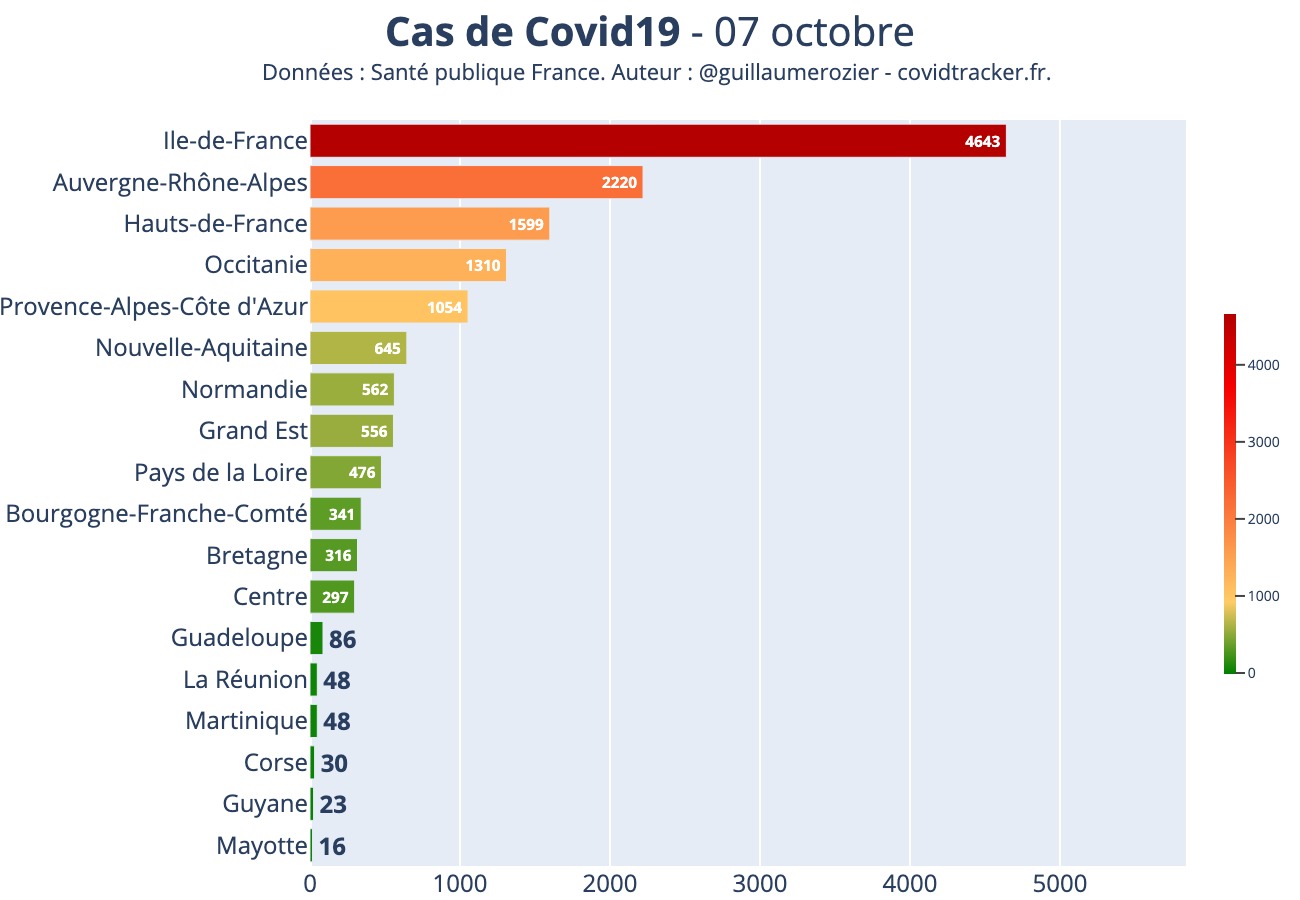 Cas de Covid19 - 07 octobre
Données : Santé publique France. Auteur : @guillaumerozier - covidtracker.fr.
Ile-de-France 4643
Auvergne-Rhône-Alpes 2220
Hauts-de-France 1599
Occitanie 1310
Provence-Alpes-Côte d'Azur 1054
Nouvelle-Aquitaine 645
Normandie 562
Grand Est 556
Pays de la Loire 476
Bourgogne-Franche-Comté 341
Bretagne 316
Centre 297
Guadeloupe 86
La Réunion 48
Martinique 48
Corse 30
Guyane 23
Mayotte 16
0 1000 2000 3000 4000 5000
4000
3000
2000
1000
0